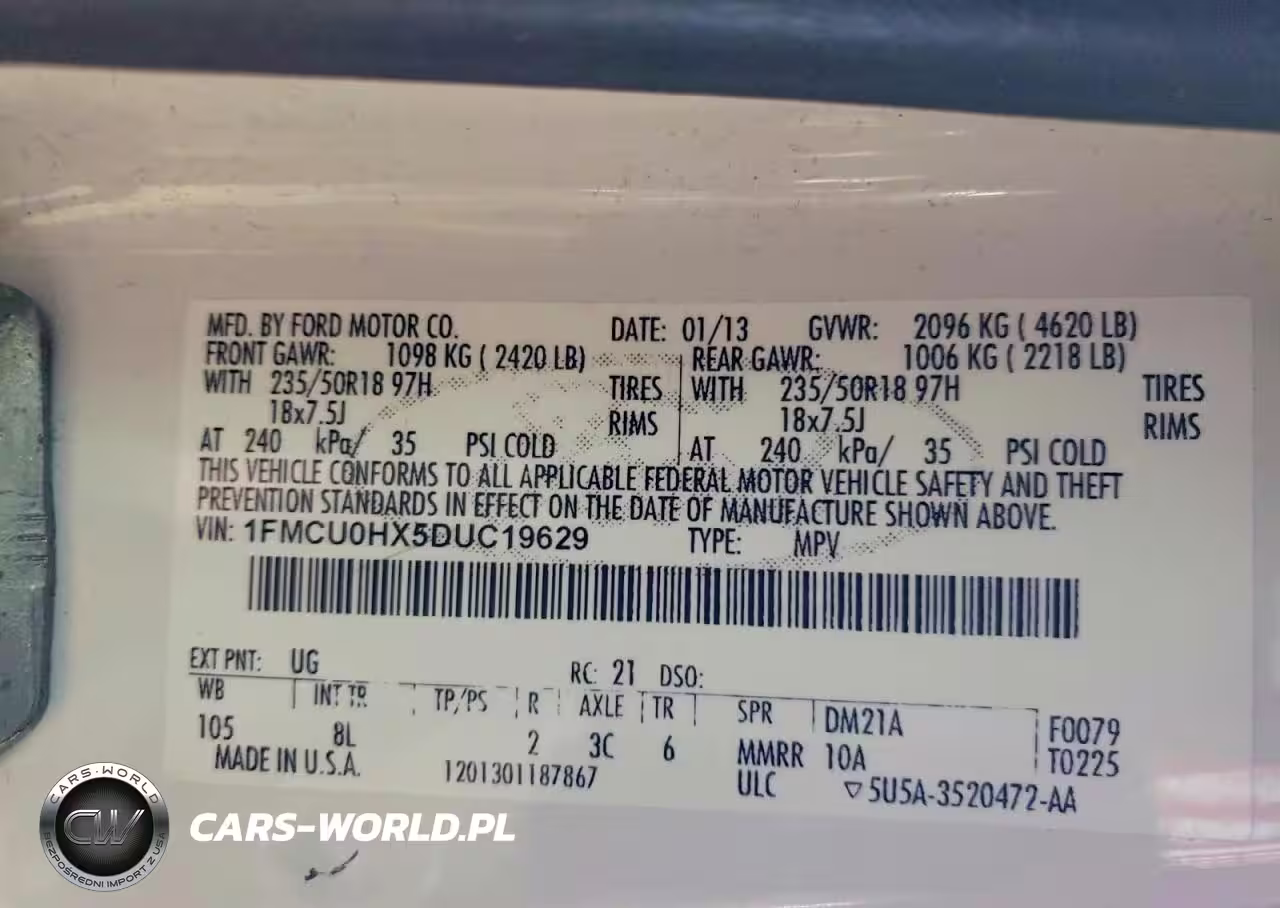 MFD. BY FORD MOTOR CO. DATE: 01/13 GVWR: 2096 KG ( 4620 LB)
FRONT GAWR: 1098 KG ( 2420 LB) REAR GAWR: 1006 KG ( 2218 LB)
WITH 235/50R18 97H TIRES WITH 235/50R18 97H TIRES
18x7.5J RIMS 18x7.5J RIMS
AT 240 kPa/ 35 PSI COLD AT 240 kPa/ 35 PSI COLD
THIS VEHICLE CONFORMS TO ALL APPLICABLE FEDERAL MOTOR VEHICLE SAFETY AND THEFT
PREVENTION STANDARDS IN EFFECT ON THE DATE OF MANUFACTURE SHOWN ABOVE.
VIN: 1FMCU0HX5DUC19629 TYPE: MPV
EXT PNT: UG RC: 21 DSO:
WB INT TR TP/PS R AXLE TR SPR DM21A F0079
105 8L 2 3C 6 MMRR 10A T0225
MADE IN U.S.A. 1201301187867 ULC ▽5U5A-3520472-AA
CARS-WORLD
CW
BEZPOŚREDNI IMPORT Z USA
CARS-WORLD.PL